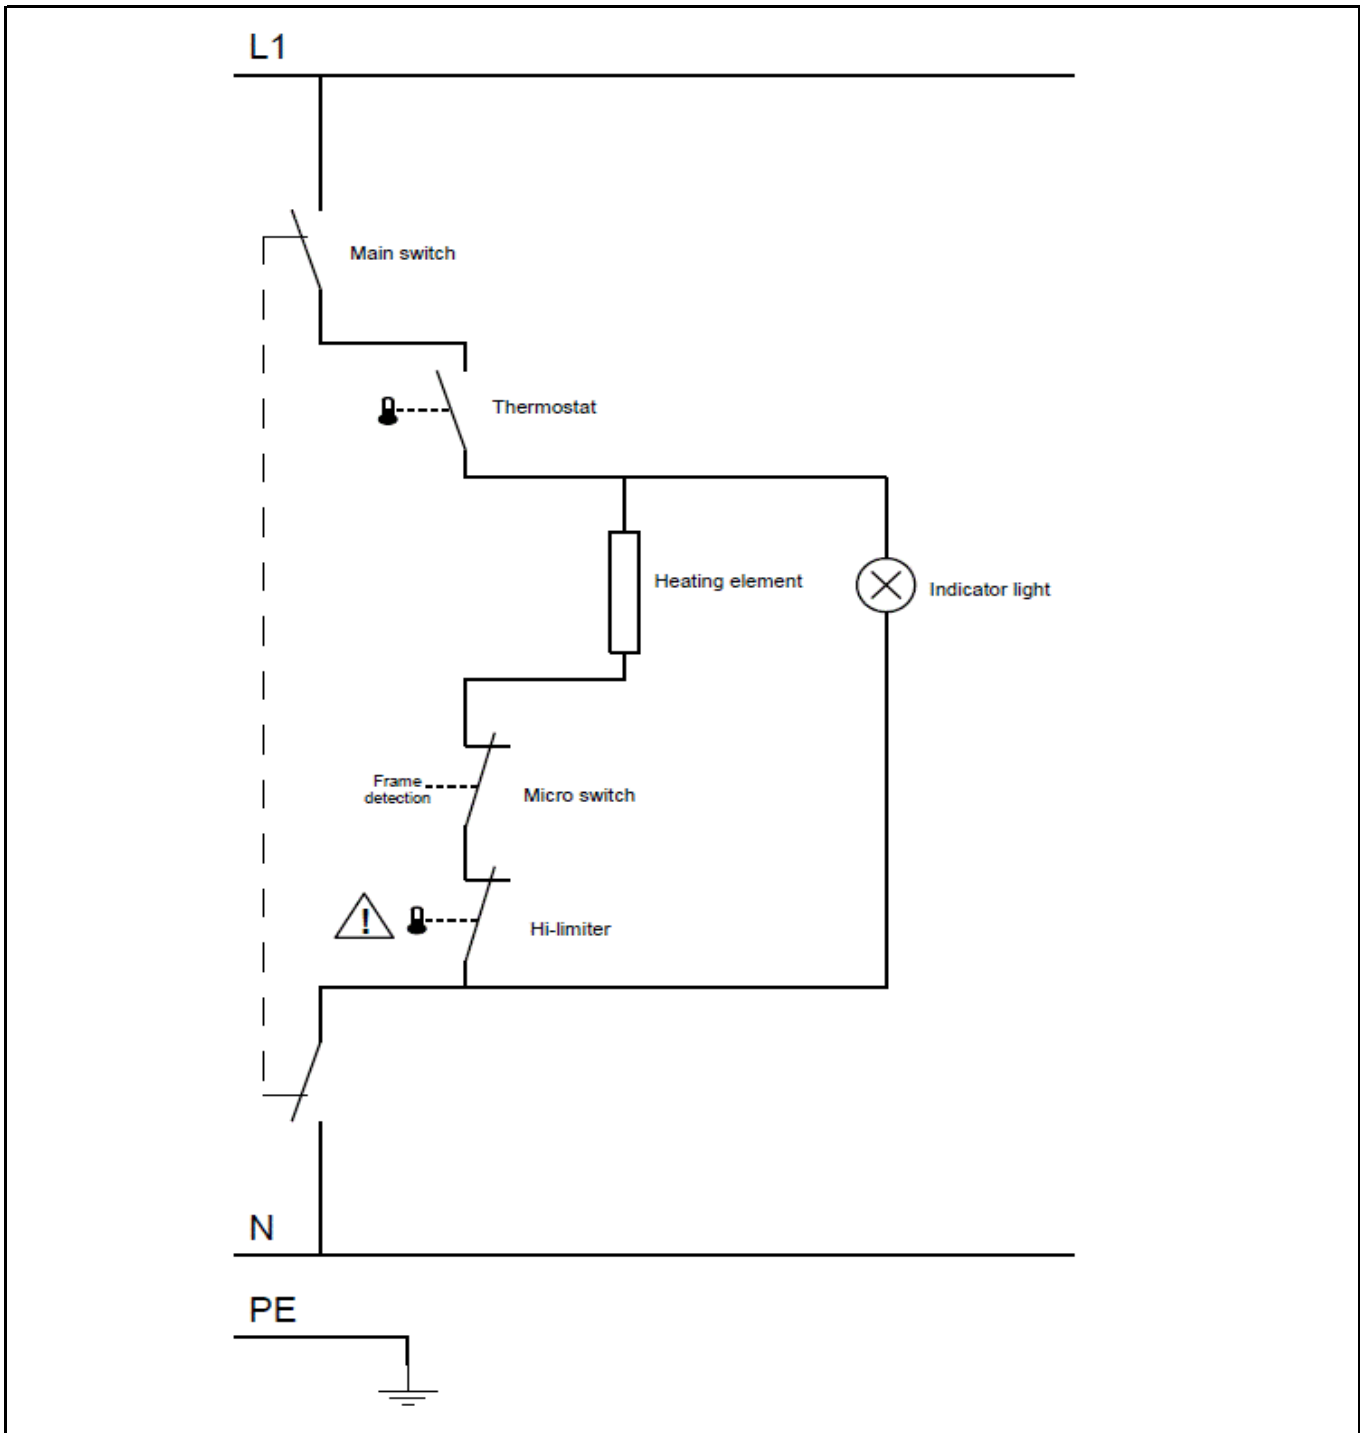 L1
Main switch
Thermostat
Heating element
Indicator light
Frame
detection
Micro switch
!
Hi-limiter
N
PE